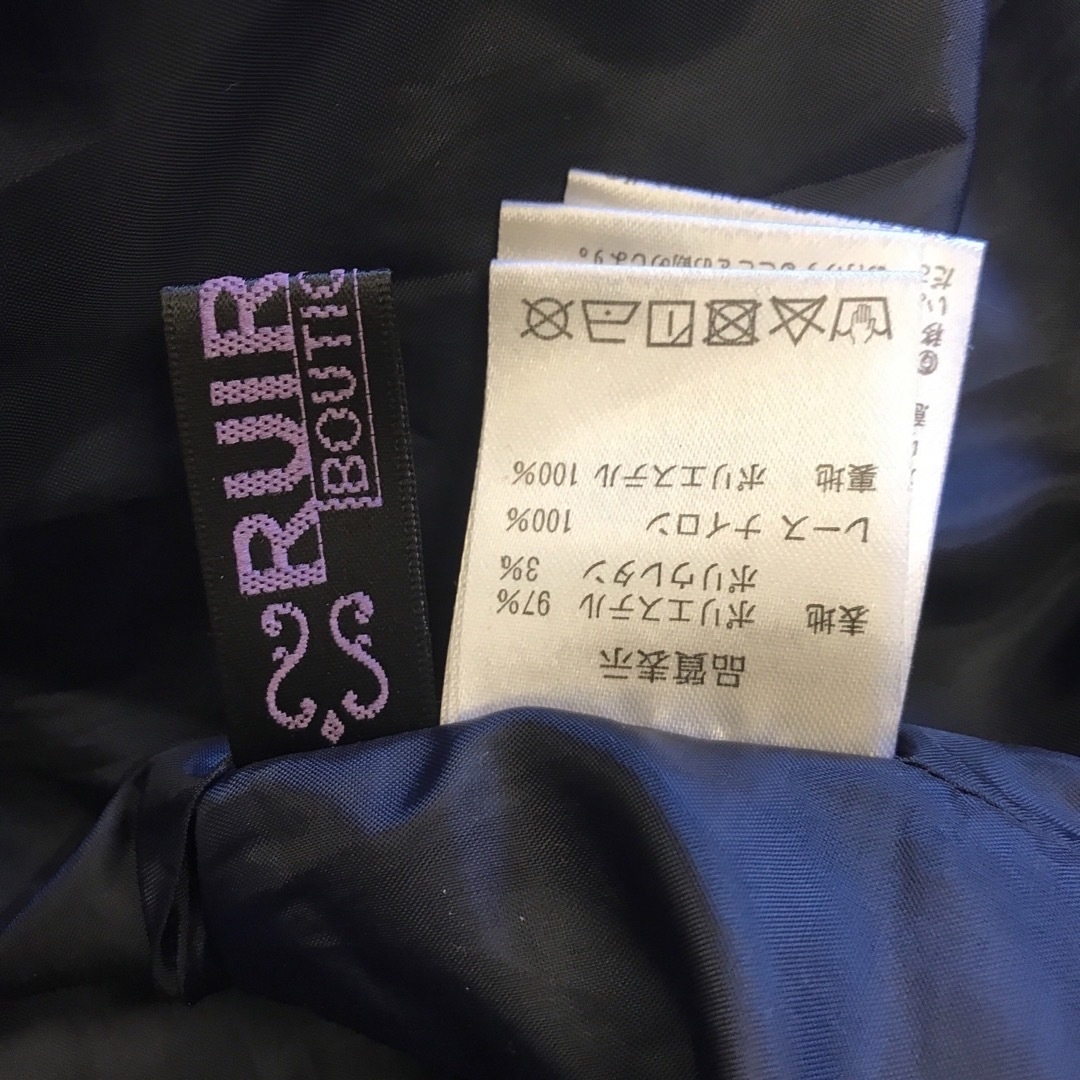 RUIR
BOUTIQ
品質表示
表地 ポリエステル 97%
ポリウレタン 3%
レース ナイロン 100%
裏地 ポリエステル 100%